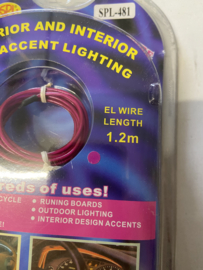 SPL-481
RIOR AND INTERIOR
ACCENT LIGHTING
EL WIRE
LENGTH
1.2m
reds of uses!
CYCLE
• RUNING BOARDS
• OUTDOOR LIGHTING
• INTERIOR DESIGN ACCENTS